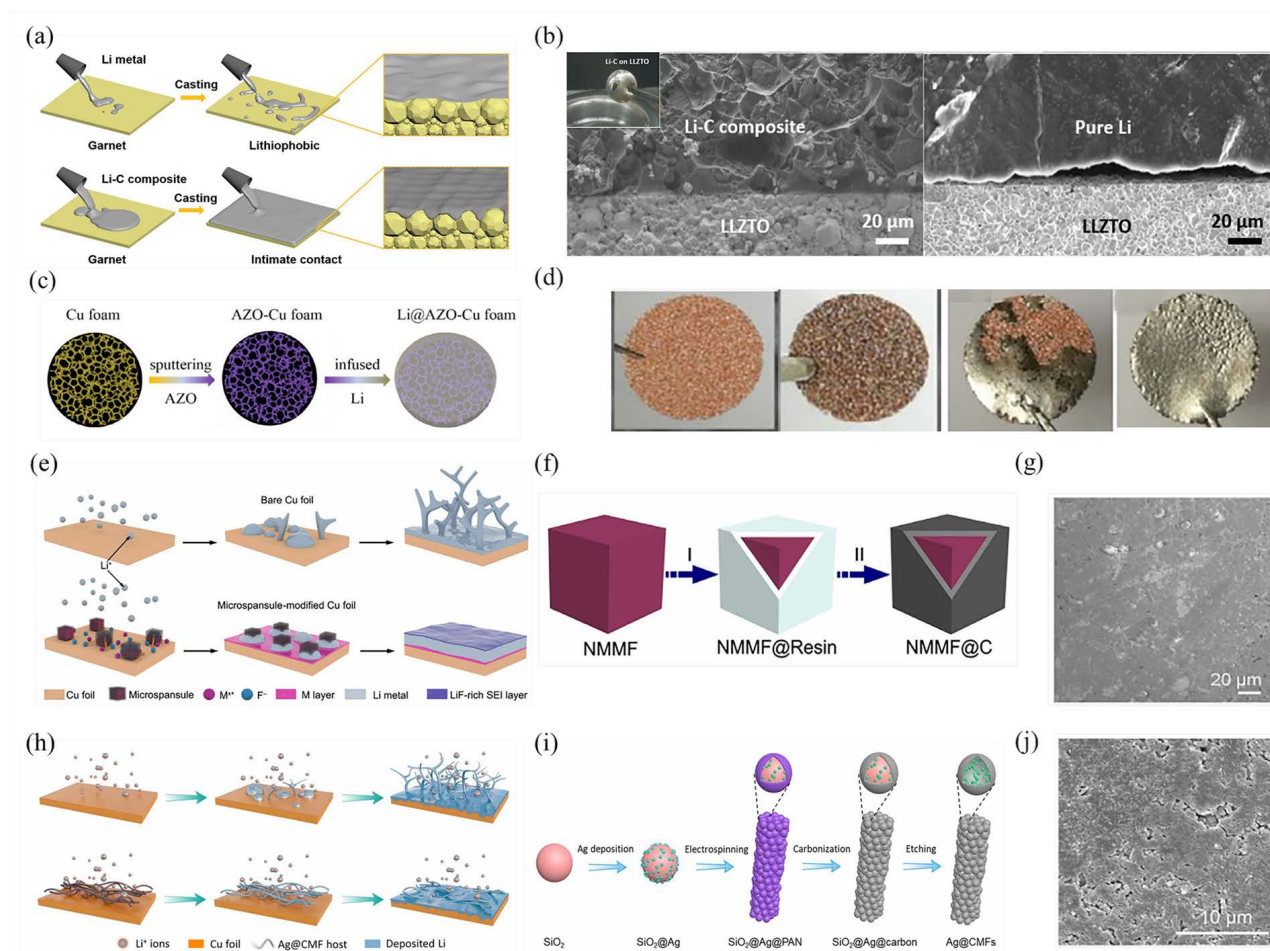 (a)
Li metal
Casting
Garnet
Lithiophobic
Li-C composite
Casting
Garnet
Intimate contact
(b)
Li-C on LLZTO
Li-C composite
LLZTO
20 μm
Pure Li
LLZTO
20 μm
(c)
Cu foam
AZO-Cu foam
Li@AZO-Cu foam
sputtering
AZO
infused
Li
(d)
(e)
Bare Cu foil
Li⁺
Microspansule-modified Cu foil
Cu foil
Microspansule
Mˣ⁺
F⁻
M layer
Li metal
LiF-rich SEI layer
(f)
I
II
NMMF
NMMF@Resin
NMMF@C
(g)
20 μm
(h)
Li⁺ ions
Cu foil
Ag@CMF host
Deposited Li
(i)
Ag deposition
Electrospinning
Carbonization
Etching
SiO₂
SiO₂@Ag
SiO₂@Ag@PAN
SiO₂@Ag@carbon
Ag@CMFs
(j)
10 μm